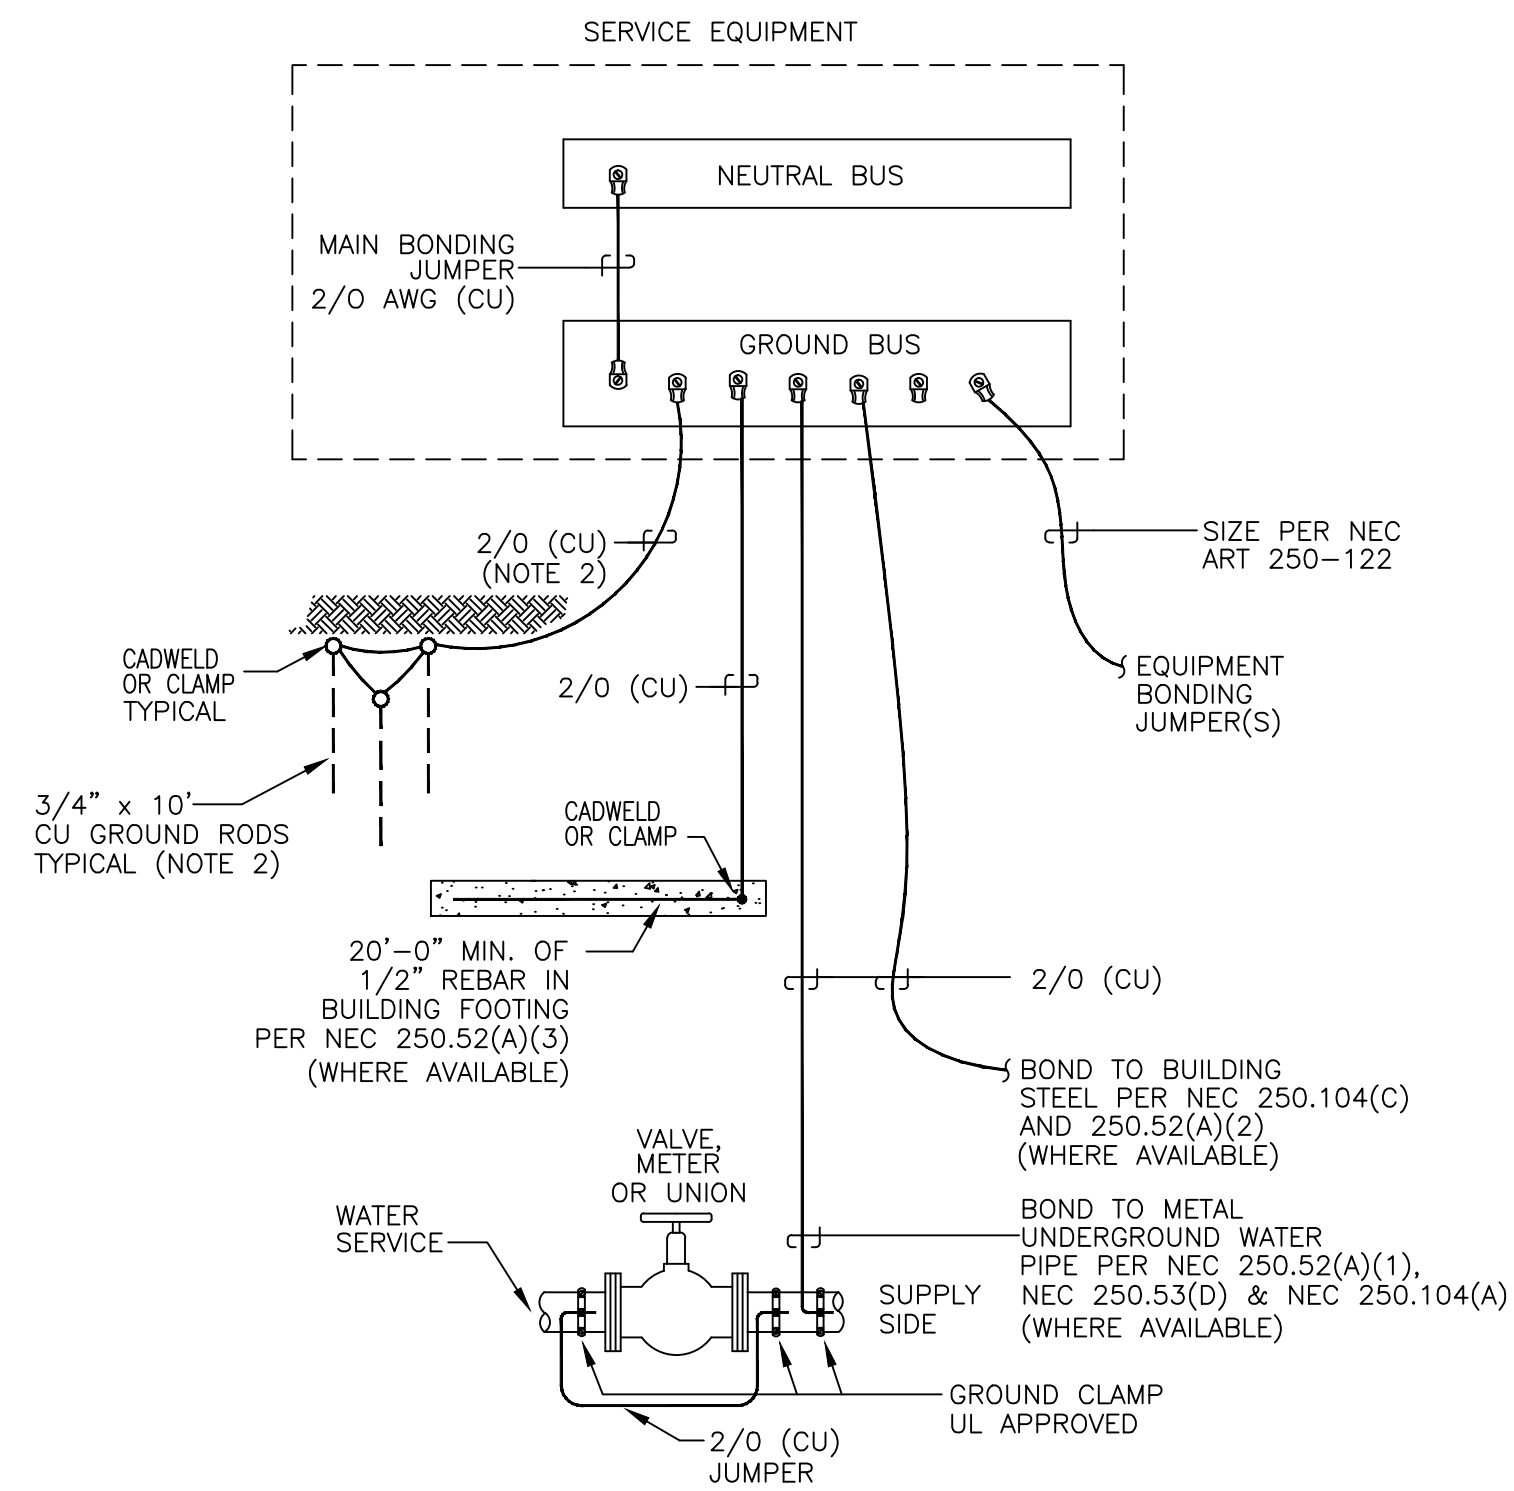 SERVICE EQUIPMENT
NEUTRAL BUS
MAIN BONDING
JUMPER
2/O AWG (CU)
GROUND BUS
2/0 (CU)
(NOTE 2)
SIZE PER NEC
ART 250-122
CADWELD
OR CLAMP
TYPICAL
2/0 (CU)
EQUIPMENT
BONDING
JUMPER(S)
3/4" x 10'
CU GROUND RODS
TYPICAL (NOTE 2)
CADWELD
OR CLAMP
20'-0" MIN. OF
1/2" REBAR IN
BUILDING FOOTING
PER NEC 250.52(A)(3)
(WHERE AVAILABLE)
2/0 (CU)
BOND TO BUILDING
STEEL PER NEC 250.104(C)
AND 250.52(A)(2)
(WHERE AVAILABLE)
VALVE,
METER
OR UNION
WATER
SERVICE
BOND TO METAL
UNDERGROUND WATER
PIPE PER NEC 250.52(A)(1),
NEC 250.53(D) & NEC 250.104(A)
(WHERE AVAILABLE)
SUPPLY
SIDE
GROUND CLAMP
UL APPROVED
2/0 (CU)
JUMPER